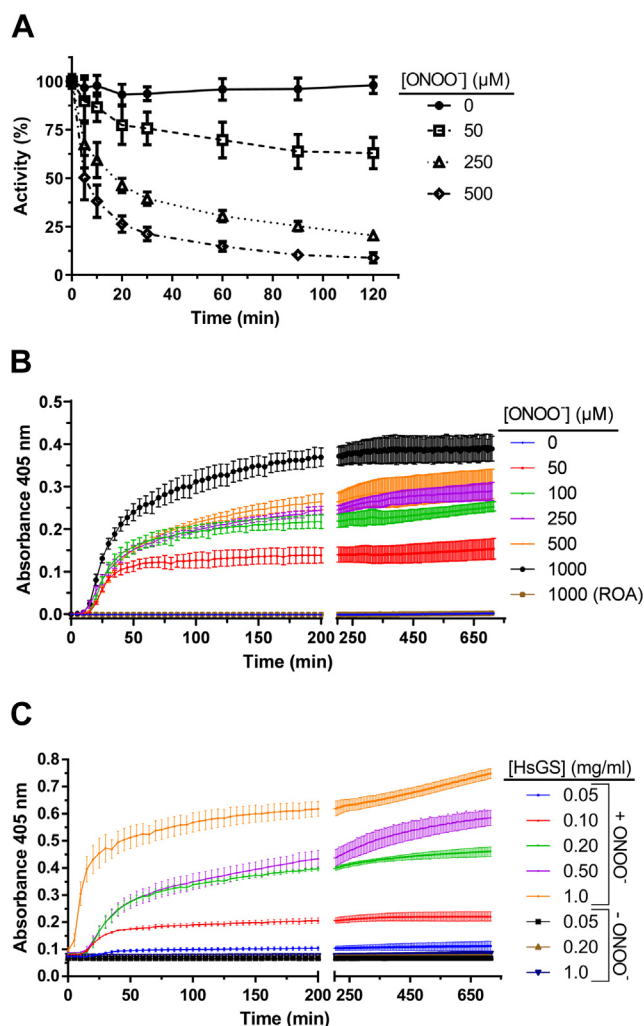 A
[ONOO⁻] (µM)
0
50
250
500
Activity (%)
100
75
50
25
0
0 20 40 60 80 100 120
Time (min)
B
[ONOO⁻] (µM)
0
50
100
250
500
1000
1000 (ROA)
Absorbance 405 nm
0.5
0.4
0.3
0.2
0.1
0.0
0 50 100 150 200 250 450 650
Time (min)
C
[HsGS] (mg/ml)
0.05
0.10
0.20
0.50
1.0
+ ONOO⁻
0.05
0.20
1.0
- ONOO⁻
Absorbance 405 nm
0.8
0.7
0.6
0.5
0.4
0.3
0.2
0.1
0.0
0 50 100 150 200 250 450 650
Time (min)